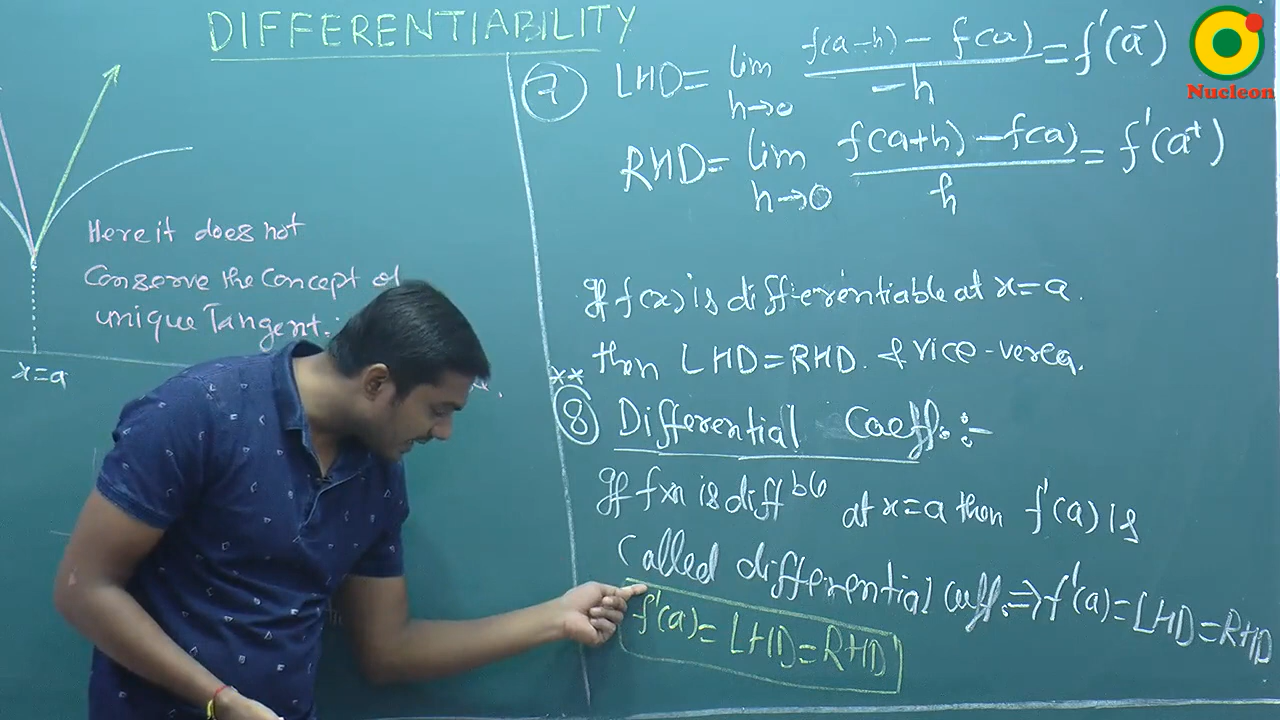 DIFFERENTIABILITY
Here it does not
Conserve the Concept of
unique Tangent.
x=a
⑦ LHD= lim h→0 f(a-h) - f(a) / -h = f'(a⁻)
RHD= lim h→0 f(a+h) - f(a) / h = f'(a⁺)
If f(x) is differentiable at x=a.
then LHD=RHD. & vice-versa.
**
⑧ Differential Coeff. :-
If fxn is diff ble at x=a then f'(a) is
Called differential Coeff. ⇒ f'(a)=LHD=RHD
f'(a)=LHD=RHD
Nucleon